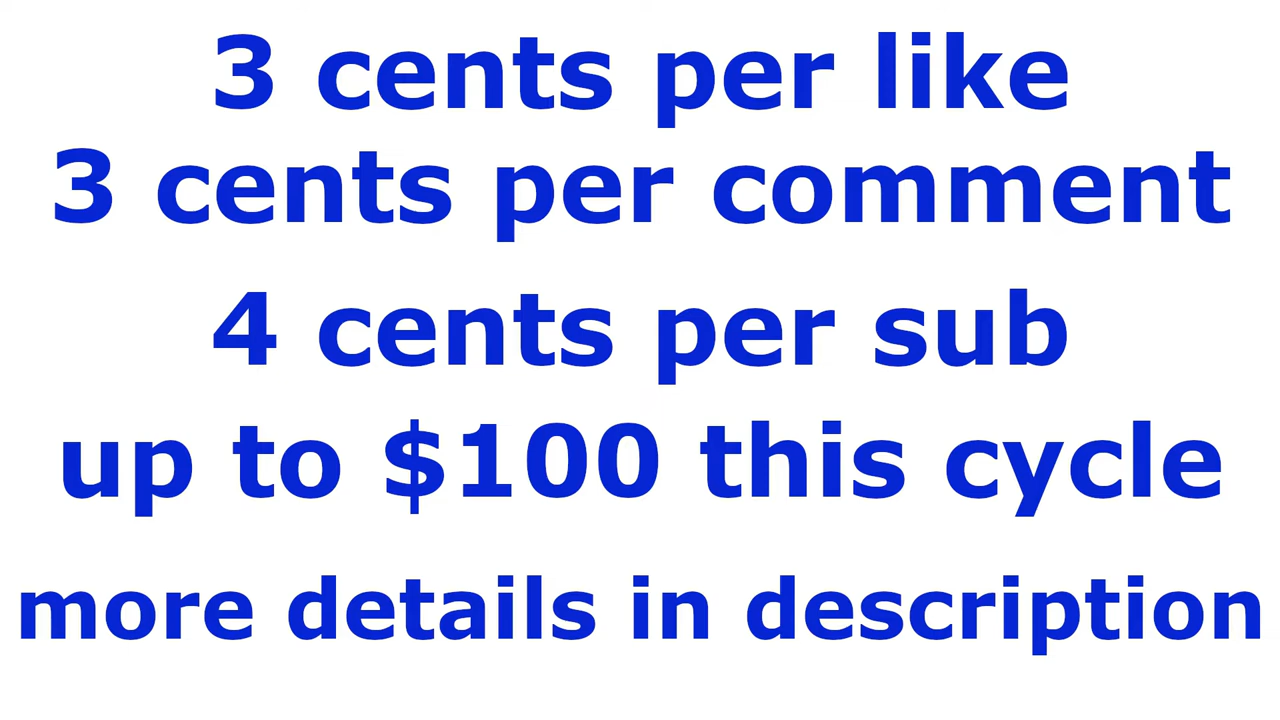 3 cents per like
3 cents per comment
4 cents per sub
up to $100 this cycle
more details in description